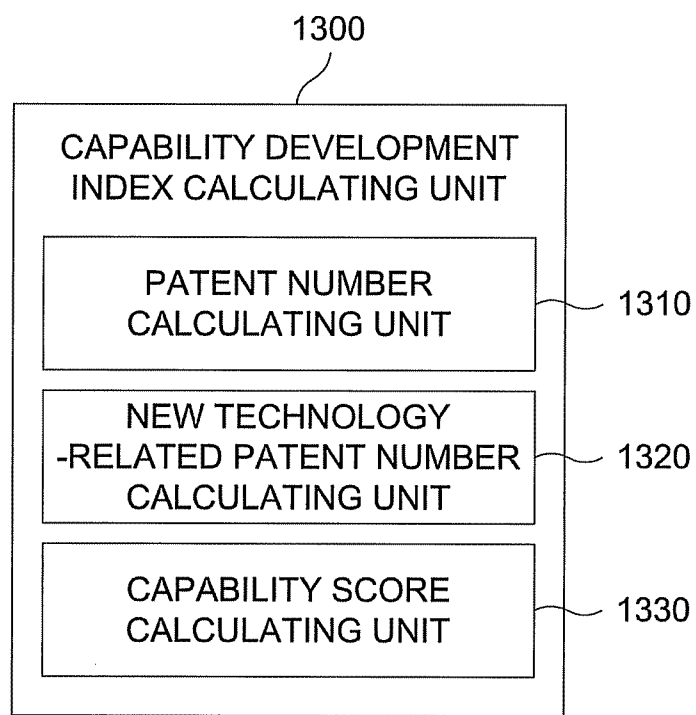 1300
CAPABILITY DEVELOPMENT
INDEX CALCULATING UNIT
PATENT NUMBER
CALCULATING UNIT
1310
NEW TECHNOLOGY
-RELATED PATENT NUMBER
CALCULATING UNIT
1320
CAPABILITY SCORE
CALCULATING UNIT
1330